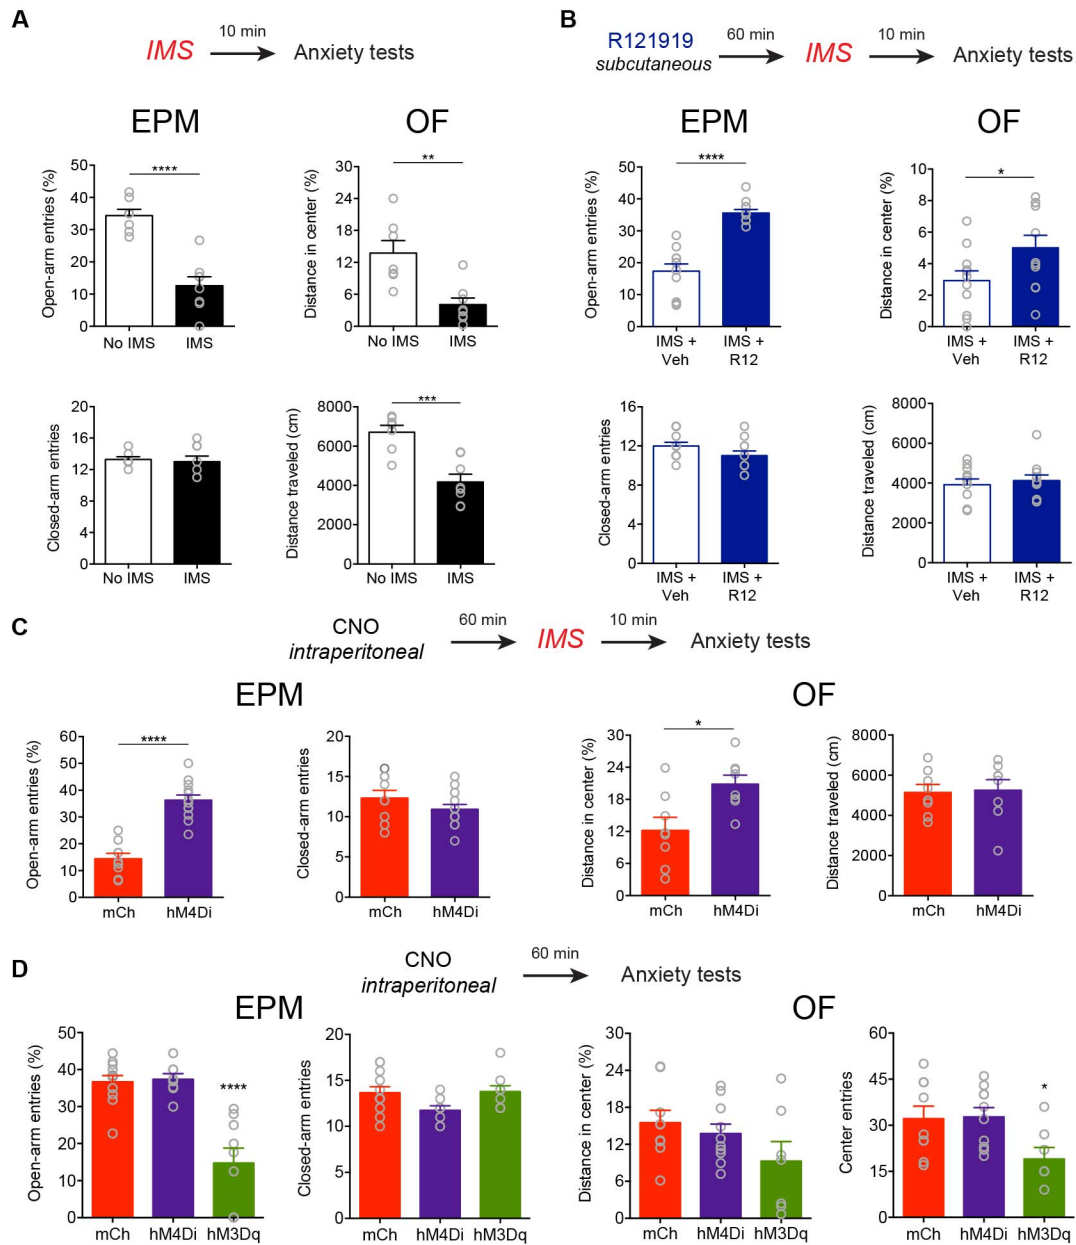 A
IMS
10 min
Anxiety tests
EPM
OF
Open-arm entries (%)
50
40
30
20
10
0
****
No IMS
IMS
Distance in center (%)
30
24
18
12
6
0
**
No IMS
IMS
Closed-arm entries
20
16
12
8
4
0
No IMS
IMS
Distance traveled (cm)
8000
6000
4000
2000
0
***
No IMS
IMS
B
R121919
subcutaneous
60 min
IMS
10 min
Anxiety tests
EPM
OF
Open-arm entries (%)
50
40
30
20
10
0
****
IMS +
Veh
IMS +
R12
Distance in center (%)
10
8
6
4
2
0
*
IMS +
Veh
IMS +
R12
Closed-arm entries
16
12
8
4
0
IMS +
Veh
IMS +
R12
Distance traveled (cm)
8000
6000
4000
2000
0
IMS +
Veh
IMS +
R12
C
CNO
intraperitoneal
60 min
IMS
10 min
Anxiety tests
EPM
OF
Open-arm entries (%)
60
50
40
30
20
10
0
****
mCh
hM4Di
Closed-arm entries
20
15
10
5
0
mCh
hM4Di
Distance in center (%)
30
24
18
12
6
0
*
mCh
hM4Di
Distance traveled (cm)
8000
6000
4000
2000
0
mCh
hM4Di
D
CNO
intraperitoneal
60 min
Anxiety tests
EPM
OF
Open-arm entries (%)
50
40
30
20
10
0
****
mCh
hM4Di
hM3Dq
Closed-arm entries
20
15
10
5
0
mCh
hM4Di
hM3Dq
Distance in center (%)
30
24
18
12
6
0
mCh
hM4Di
hM3Dq
Center entries
60
45
30
15
0
*
mCh
hM4Di
hM3Dq